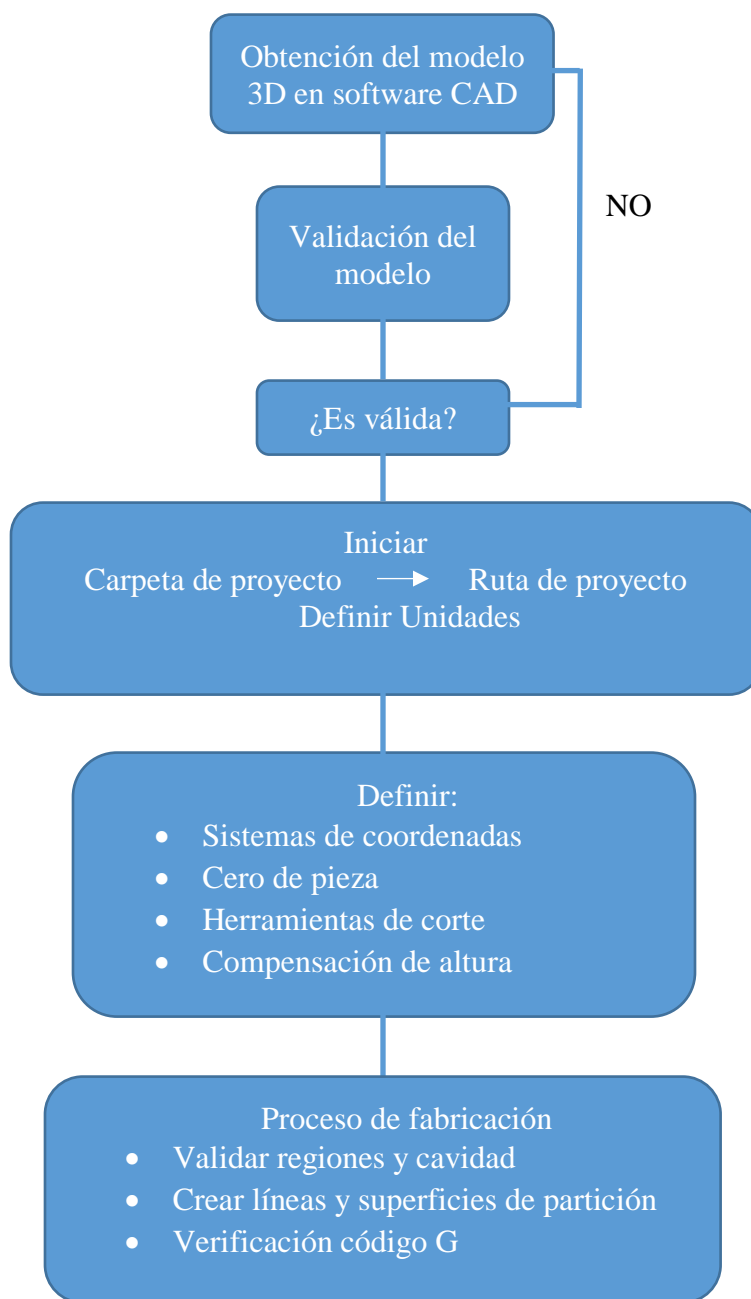 Obtención del modelo
3D en software CAD
NO
Validación del
modelo
¿Es válida?
Iniciar
Carpeta de proyecto → Ruta de proyecto
Definir Unidades
Definir:
• Sistemas de coordenadas
• Cero de pieza
• Herramientas de corte
• Compensación de altura
Proceso de fabricación
• Validar regiones y cavidad
• Crear líneas y superficies de partición
• Verificación código G